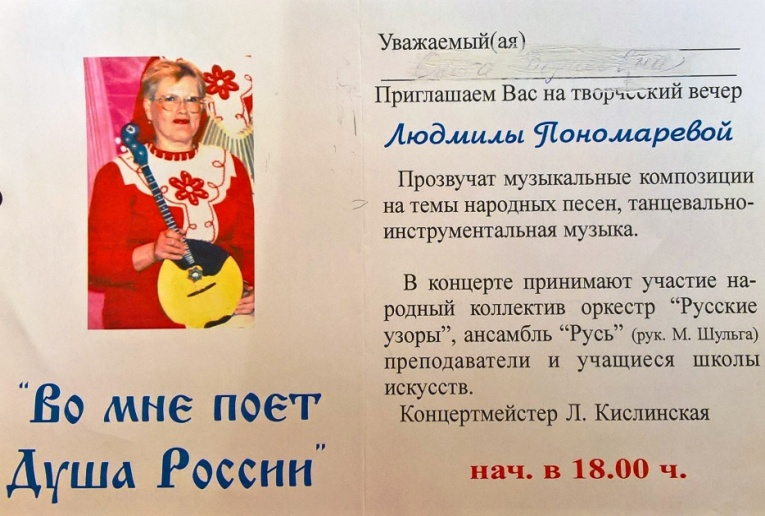 "Во мне поет
Душа России"
Уважаемый(ая)
Приглашаем Вас на творческий вечер
Людмилы Пономаревой
Прозвучат музыкальные композиции
на темы народных песен, танцевально-
инструментальная музыка.
В концерте принимают участие на-
родный коллектив оркестр “Русские
узоры”, ансамбль “Русь” (рук. М. Шульга)
преподаватели и учащиеся школы
искусств.
Концертмейстер Л. Кислинская
нач. в 18.00 ч.